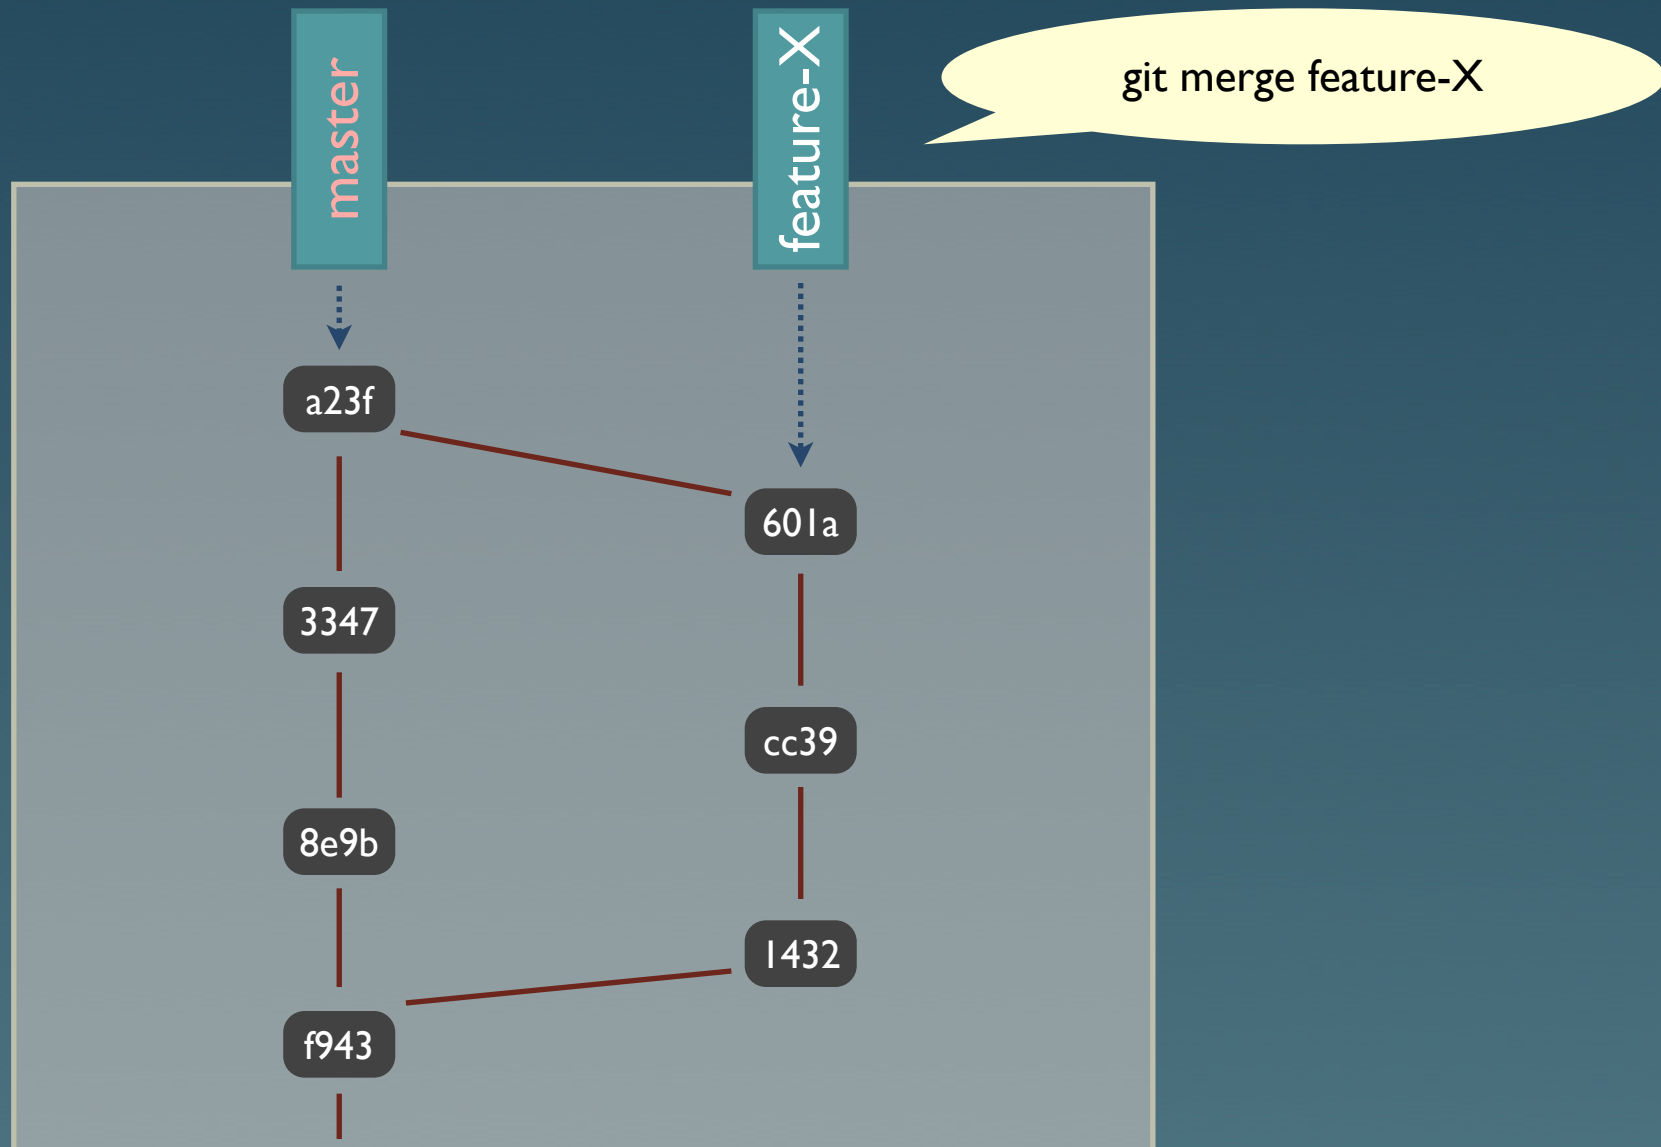 master
feature-X
git merge feature-X
a23f
601a
3347
cc39
8e9b
1432
f943